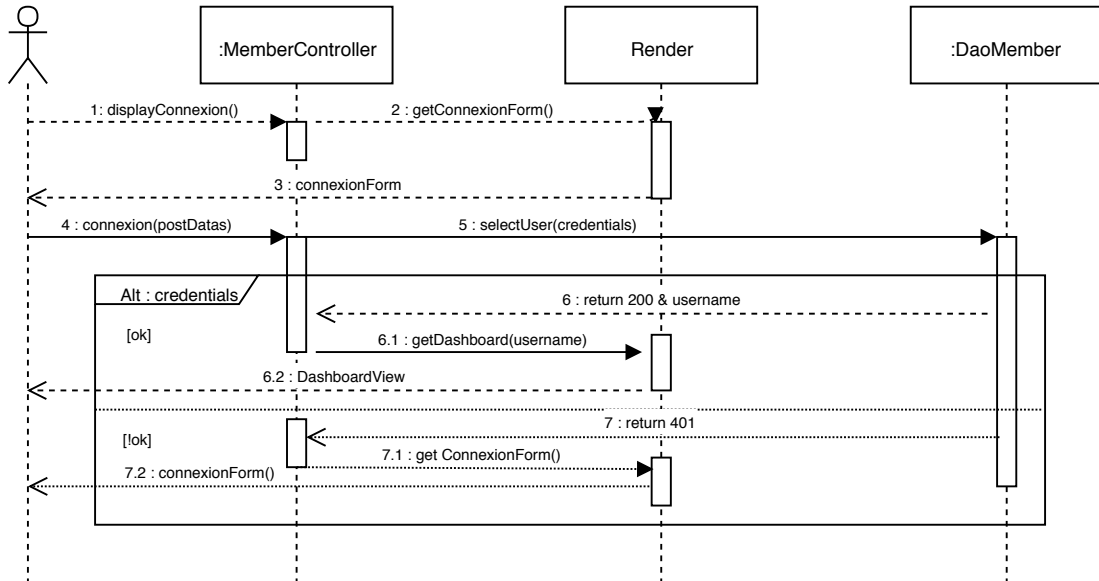 :MemberController
Render
:DaoMember
1: displayConnexion()
2 : getConnexionForm()
3 : connexionForm
4 : connexion(postDatas)
5 : selectUser(credentials)
Alt : credentials
6 : return 200 & username
[ok]
6.1 : getDashboard(username)
6.2 : DashboardView
7 : return 401
[!ok]
7.1 : get ConnexionForm()
7.2 : connexionForm()